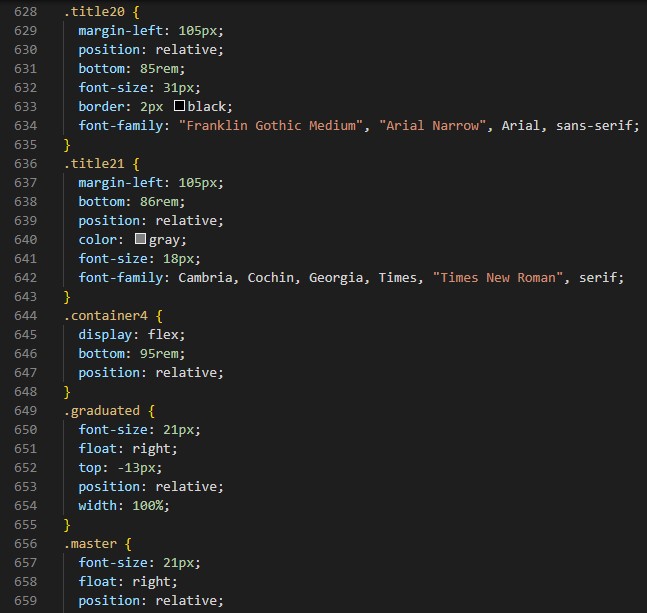 628 .title20 {
629 margin-left: 105px;
630 position: relative;
631 bottom: 85rem;
632 font-size: 31px;
633 border: 2px black;
634 font-family: "Franklin Gothic Medium", "Arial Narrow", Arial, sans-serif;
635 }
636 .title21 {
637 margin-left: 105px;
638 bottom: 86rem;
639 position: relative;
640 color: gray;
641 font-size: 18px;
642 font-family: Cambria, Cochin, Georgia, Times, "Times New Roman", serif;
643 }
644 .container4 {
645 display: flex;
646 bottom: 95rem;
647 position: relative;
648 }
649 .graduated {
650 font-size: 21px;
651 float: right;
652 top: -13px;
653 position: relative;
654 width: 100%;
655 }
656 .master {
657 font-size: 21px;
658 float: right;
659 position: relative;